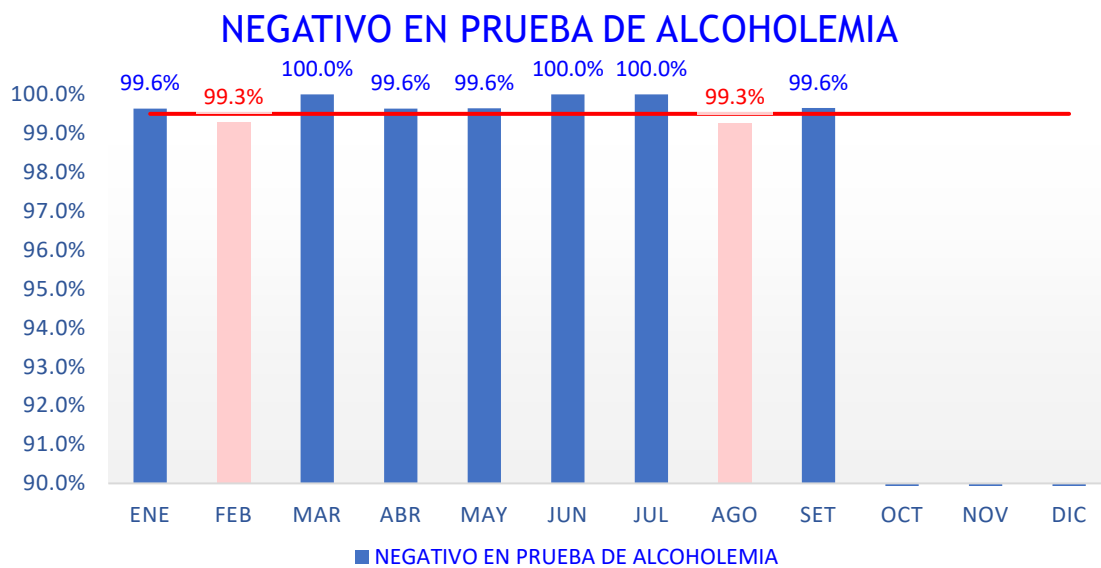 NEGATIVO EN PRUEBA DE ALCOHOLEMIA
99.6% 99.3% 100.0% 99.6% 99.6% 100.0% 100.0% 99.3% 99.6%
100.0%
99.0%
98.0%
97.0%
96.0%
95.0%
94.0%
93.0%
92.0%
91.0%
90.0%
ENE FEB MAR ABR MAY JUN JUL AGO SET OCT NOV DIC
NEGATIVO EN PRUEBA DE ALCOHOLEMIA